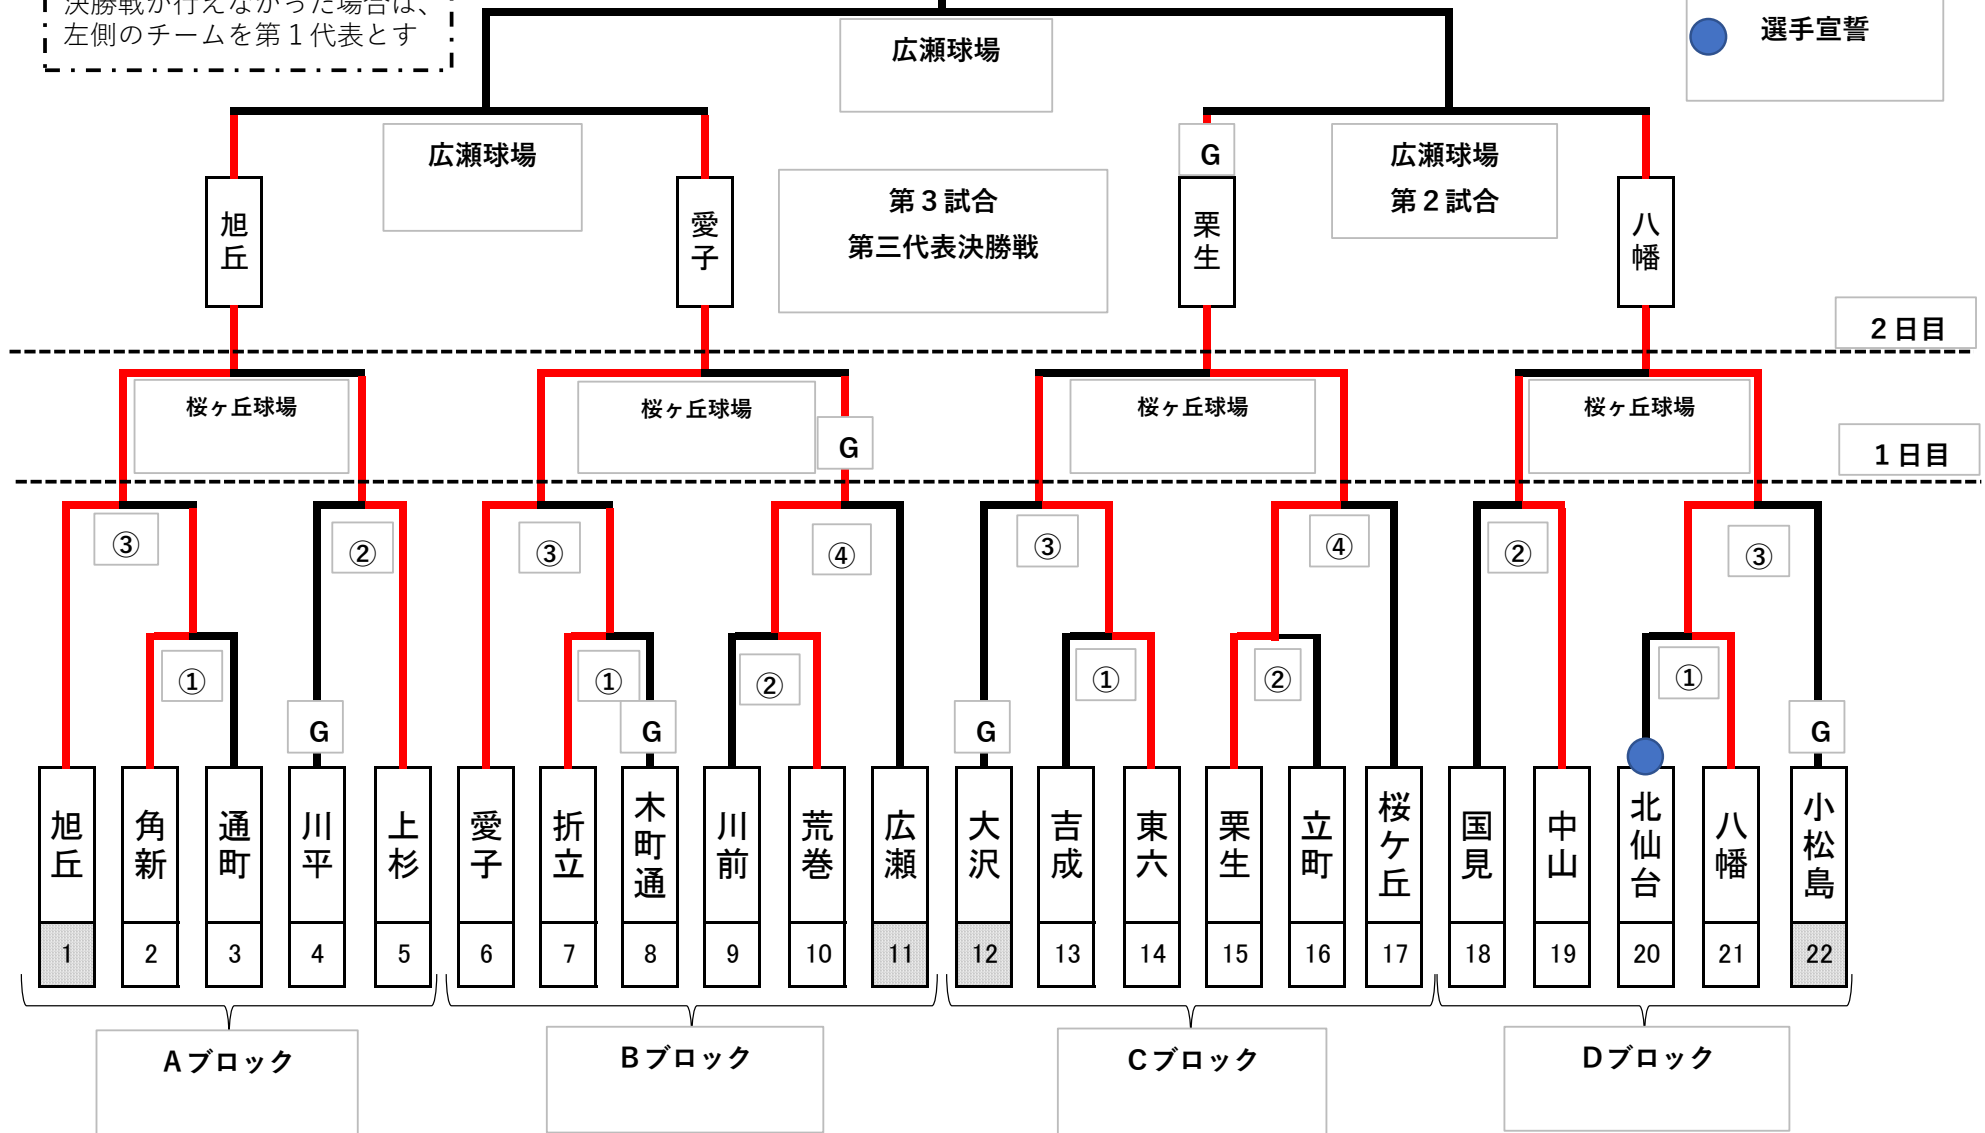 決勝戦が行えなかった場合は、
左側のチームを第１代表とす
広瀬球場
選手宣誓
広瀬球場
G
広瀬球場
第２試合
第３試合
第三代表決勝戦
旭丘
愛子
栗生
八幡
２日目
桜ヶ丘球場
桜ヶ丘球場
桜ヶ丘球場
桜ヶ丘球場
G
１日目
③
②
③
④
③
④
②
③
①
①
②
①
②
①
G
G
G
G
旭丘
角新
通町
川平
上杉
愛子
折立
木町通
川前
荒巻
広瀬
大沢
吉成
東六
栗生
立町
桜ケ丘
国見
中山
北仙台
八幡
小松島
1
2
3
4
5
6
7
8
9
10
11
12
13
14
15
16
17
18
19
20
21
22
Ａブロック
Ｂブロック
Ｃブロック
Ｄブロック